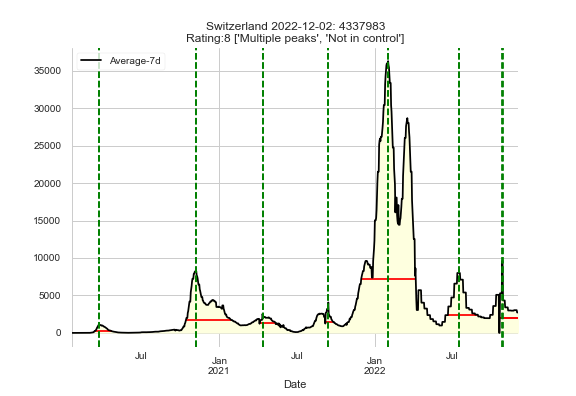 Switzerland 2022-12-02: 4337983
Rating:8 ['Multiple peaks', 'Not in control']
Average-7d
35000
30000
25000
20000
15000
10000
5000
0
Jul
Jan
2021
Jul
Jan
2022
Jul
Date